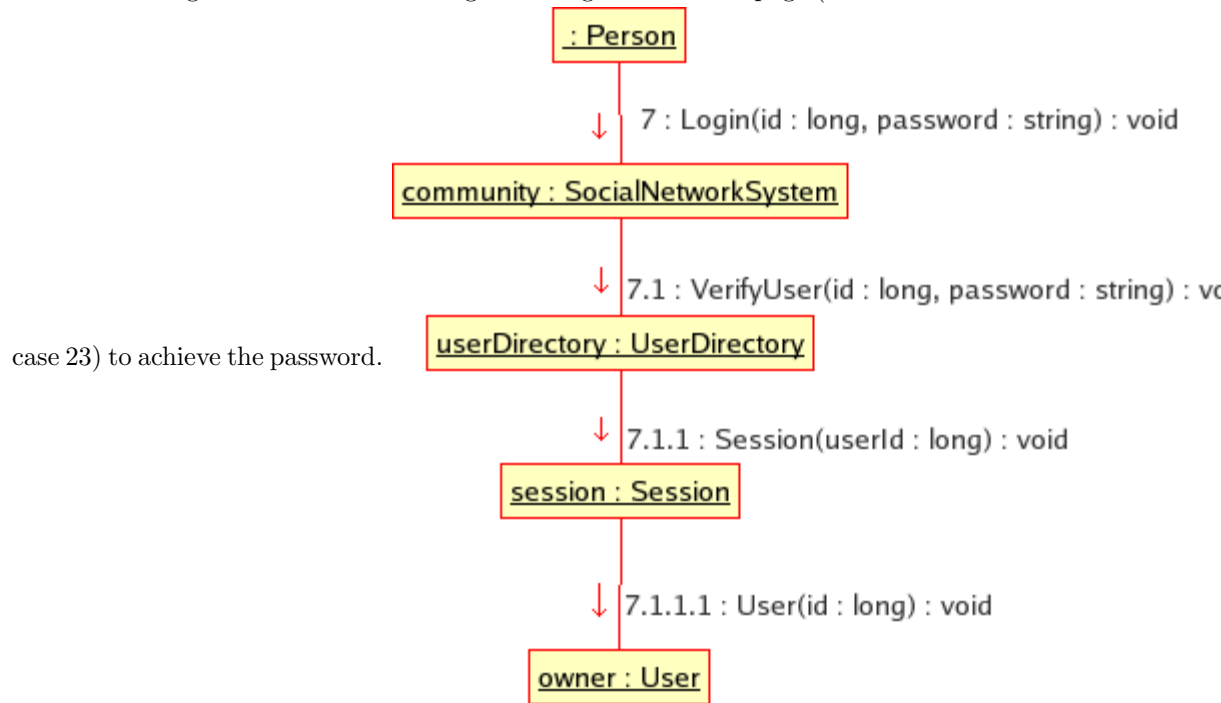 : Person
7 : Login(id : long, password : string) : void
community : SocialNetworkSystem
7.1 : VerifyUser(id : long, password : string) : vo
userDirectory : UserDirectory
case 23) to achieve the password.
7.1.1 : Session(userId : long) : void
session : Session
7.1.1.1 : User(id : long) : void
owner : User